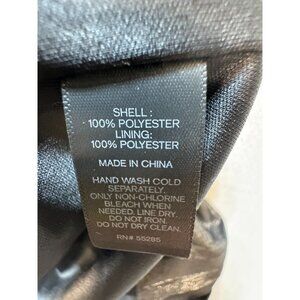 SHELL:
100% POLYESTER
LINING:
100% POLYESTER
MADE IN CHINA
HAND WASH COLD
SEPARATELY.
ONLY NON-CHLORINE
BLEACH WHEN
NEEDED. LINE DRY.
DO NOT IRON.
DO NOT DRY CLEAN.
RN# 55285